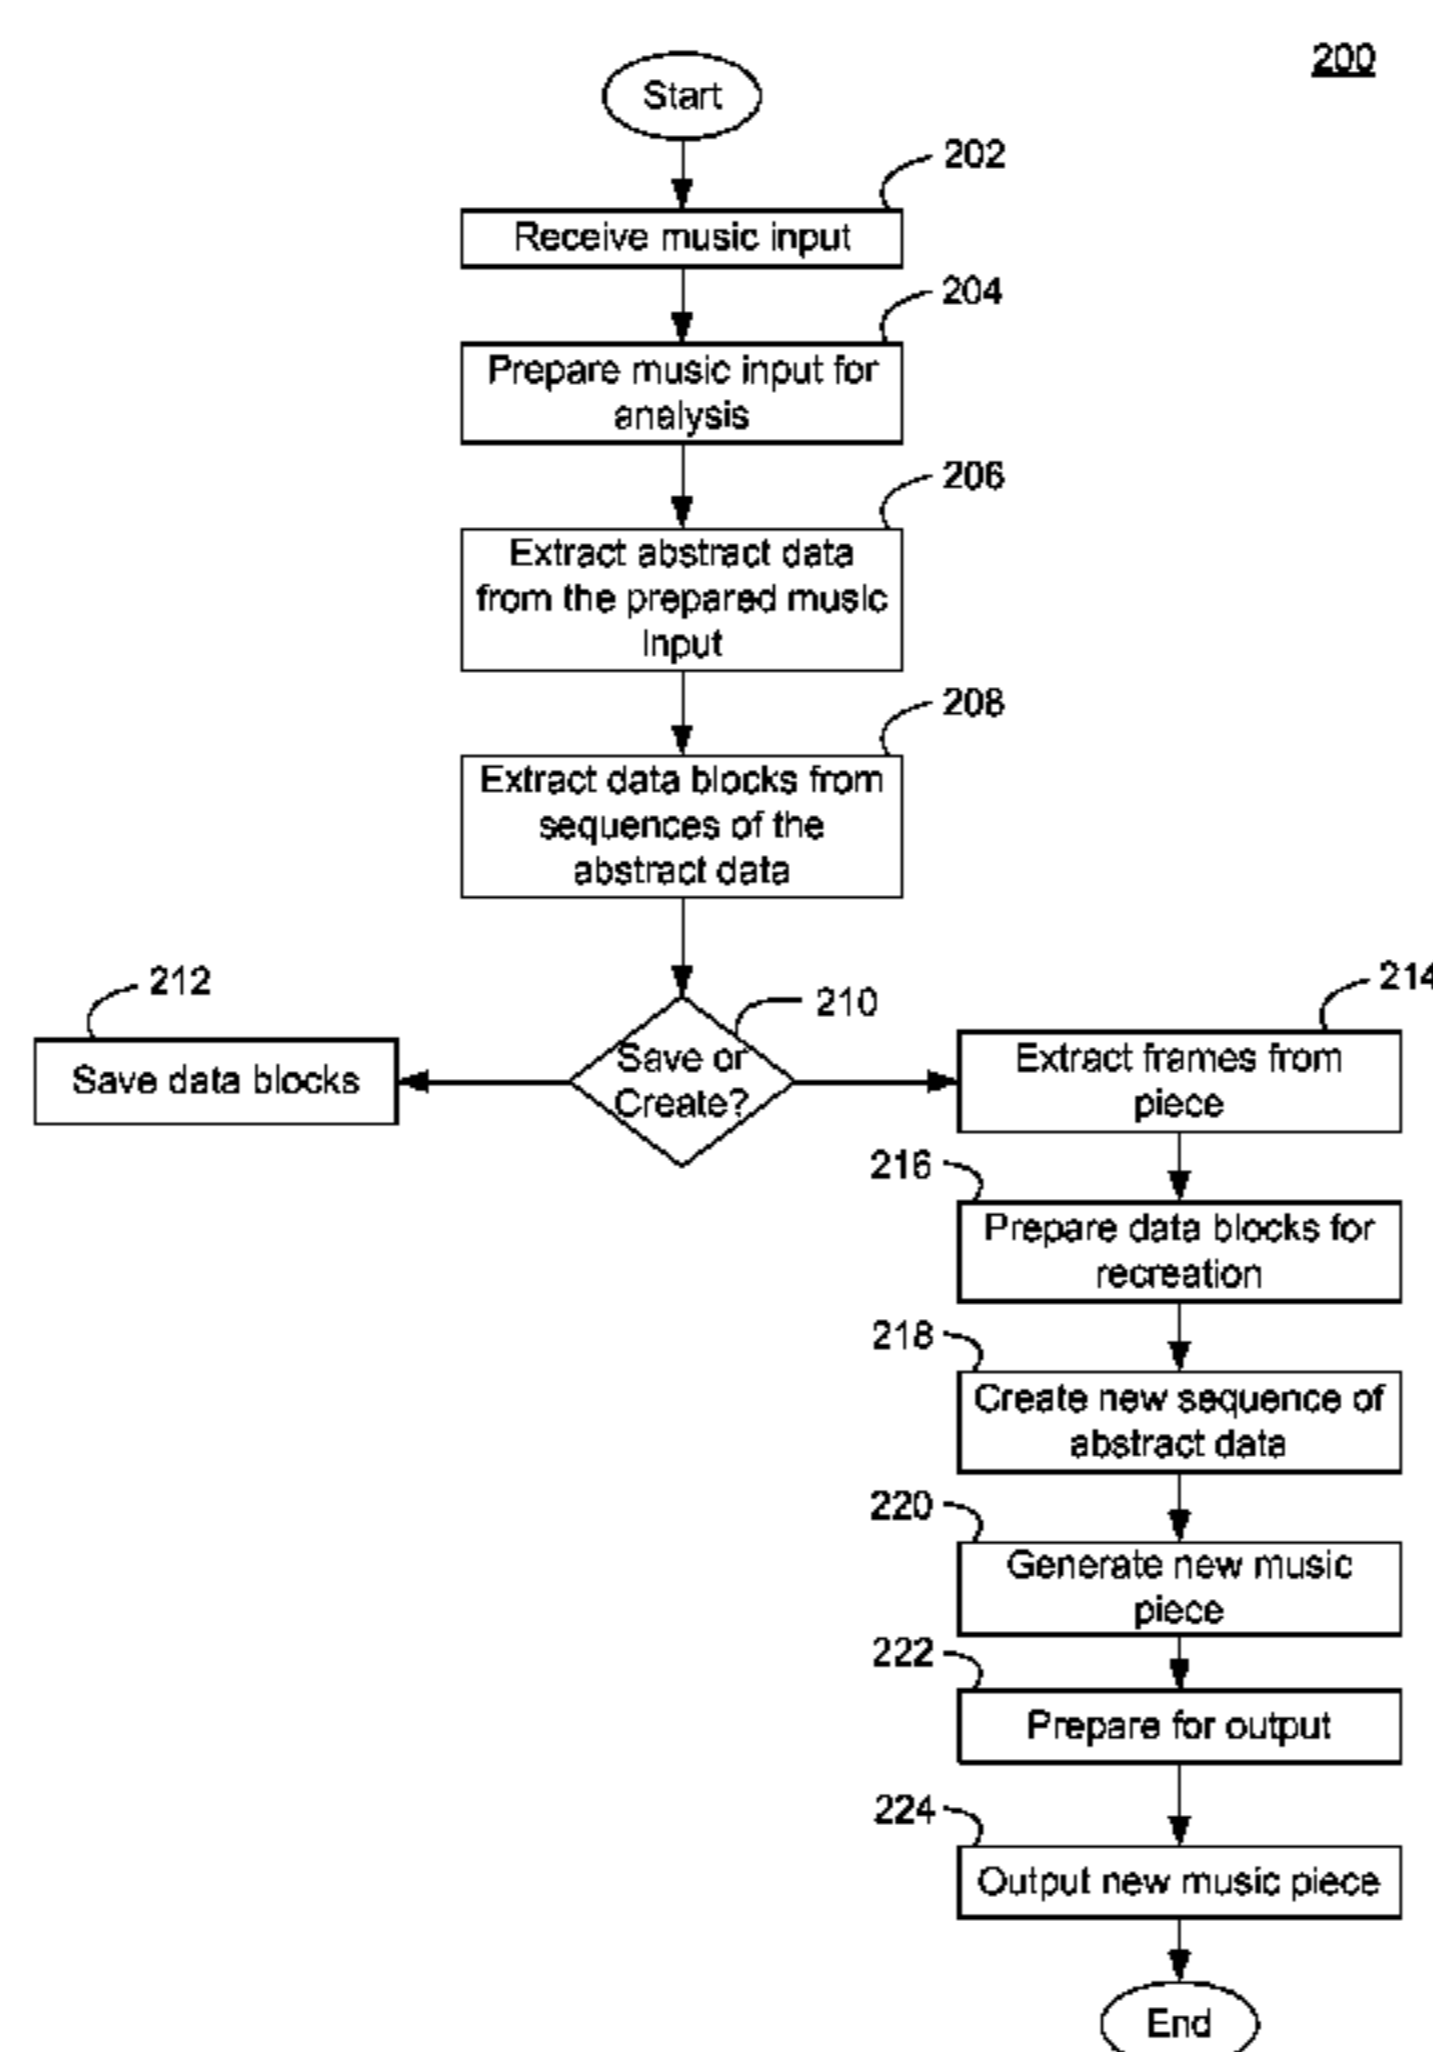 200
Start
202
Receive music input
204
Prepare music input for
analysis
206
Extract abstract data
from the prepared music
Input
208
Extract data blocks from
sequences of the
abstract data
212
Save data blocks
210
Save or
Create?
214
Extract frames from
piece
216
Prepare data blocks for
recreation
218
Create new sequence of
abstract data
220
Generate new music
piece
222
Prepare for output
224
Output new music piece
End